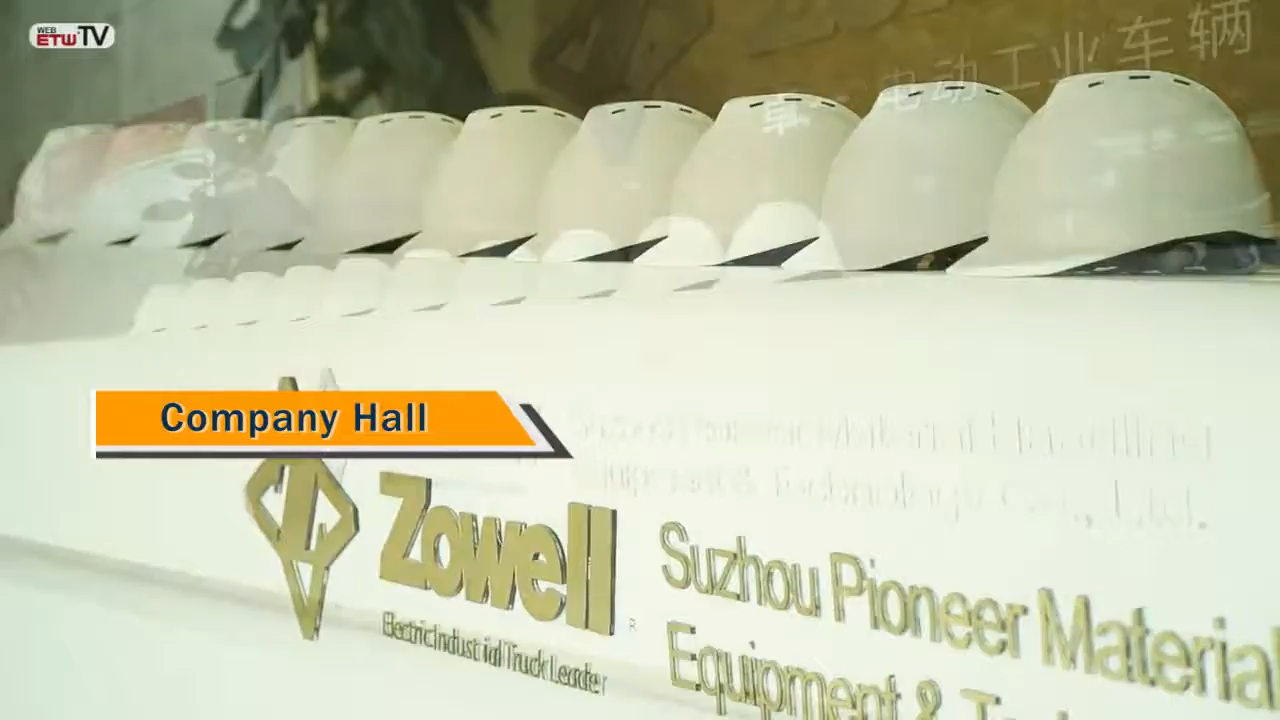 WEB
ETW TV
电动工业车辆
Company Hall
Zowell
Electric Industrial Truck Leader
Suzhou Pioneer Material
Equipment &